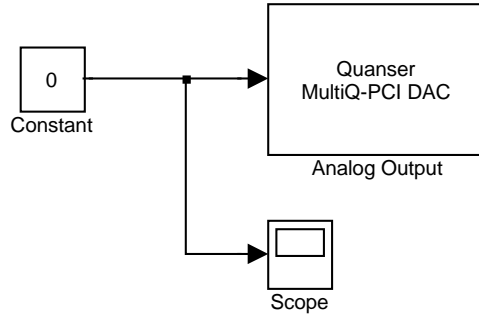 0
Constant
Quanser
MultiQ-PCI DAC
Analog Output
Scope